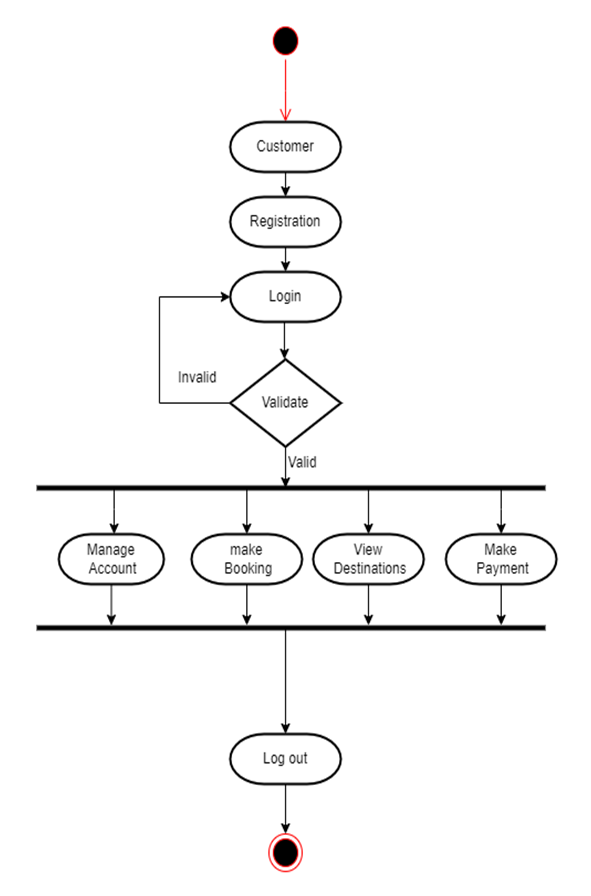 Customer
Registration
Login
Invalid
Validate
Valid
Manage
Account
make
Booking
View
Destinations
Make
Payment
Log out